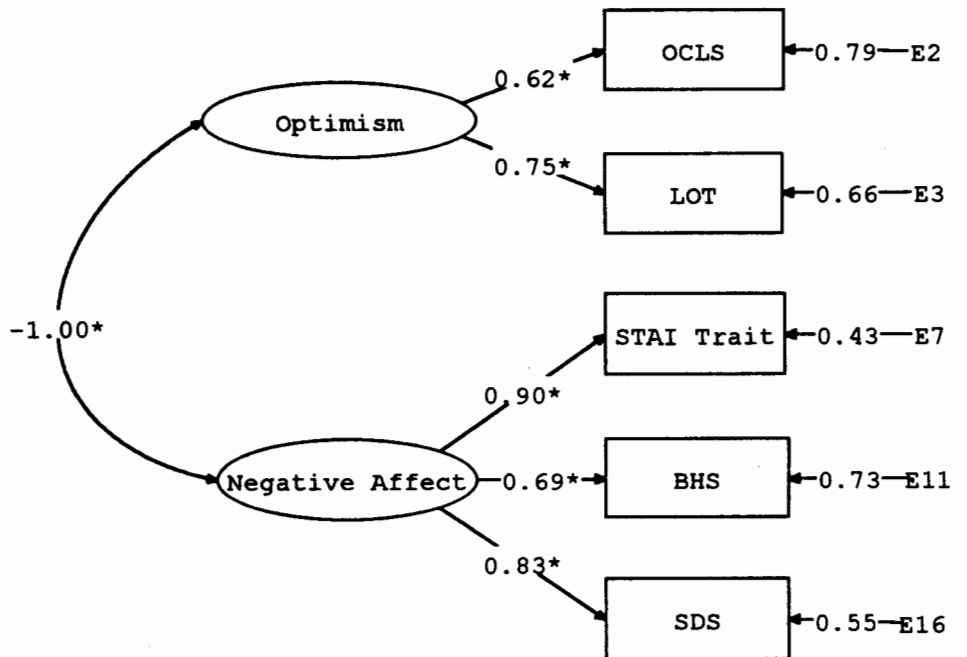 OCLS
0.79
E2
0.62*
Optimism
0.75*
LOT
0.66
E3
-1.00*
STAI Trait
0.43
E7
0.90*
Negative Affect
0.69*
BHS
0.73
E11
0.83*
SDS
0.55
E16